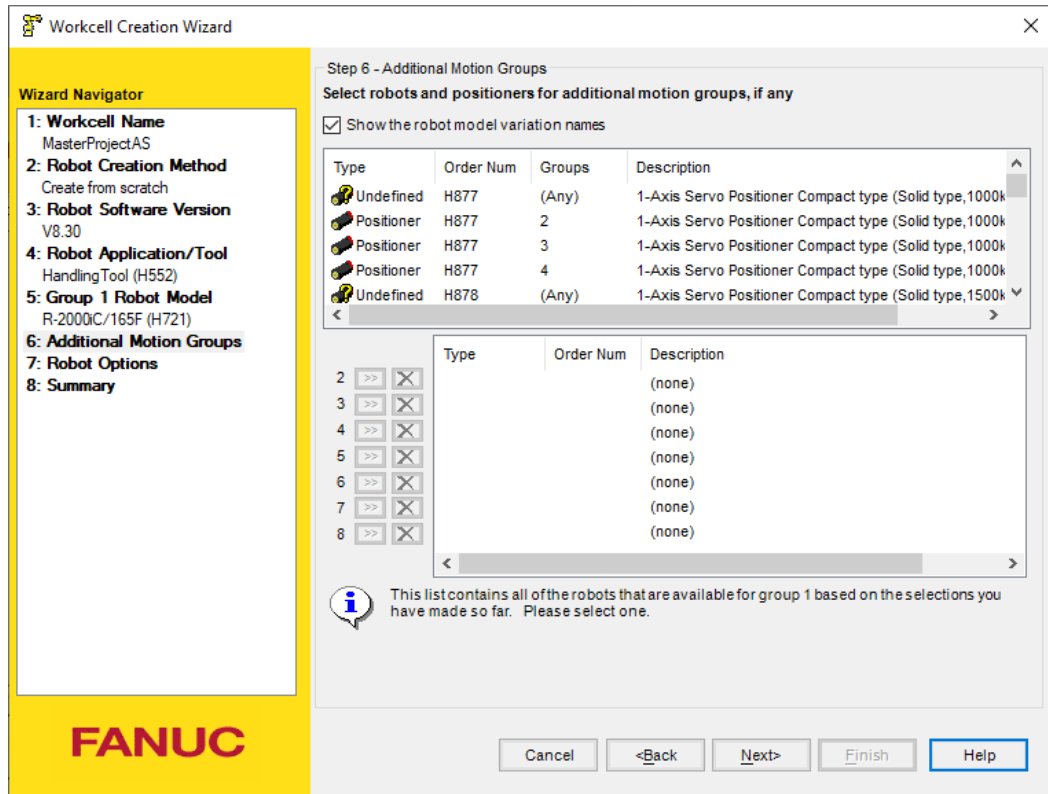 Workcell Creation Wizard
Wizard Navigator
1: Workcell Name
MasterProjectAS
2: Robot Creation Method
Create from scratch
3: Robot Software Version
V8.30
4: Robot Application/Tool
HandlingTool (H552)
5: Group 1 Robot Model
R-2000iC/165F (H721)
6: Additional Motion Groups
7: Robot Options
8: Summary
FANUC
Step 6 - Additional Motion Groups
Select robots and positioners for additional motion groups, if any
Show the robot model variation names
Type Order Num Groups Description
Undefined H877 (Any) 1-Axis Servo Positioner Compact type (Solid type,1000k
Positioner H877 2 1-Axis Servo Positioner Compact type (Solid type,1000k
Positioner H877 3 1-Axis Servo Positioner Compact type (Solid type,1000k
Positioner H877 4 1-Axis Servo Positioner Compact type (Solid type,1000k
Undefined H878 (Any) 1-Axis Servo Positioner Compact type (Solid type,1500k
Type Order Num Description
2 >> (none)
3 >> (none)
4 >> (none)
5 >> (none)
6 >> (none)
7 >> (none)
8 >> (none)
This list contains all of the robots that are available for group 1 based on the selections you
have made so far. Please select one.
Cancel <Back Next> Finish Help